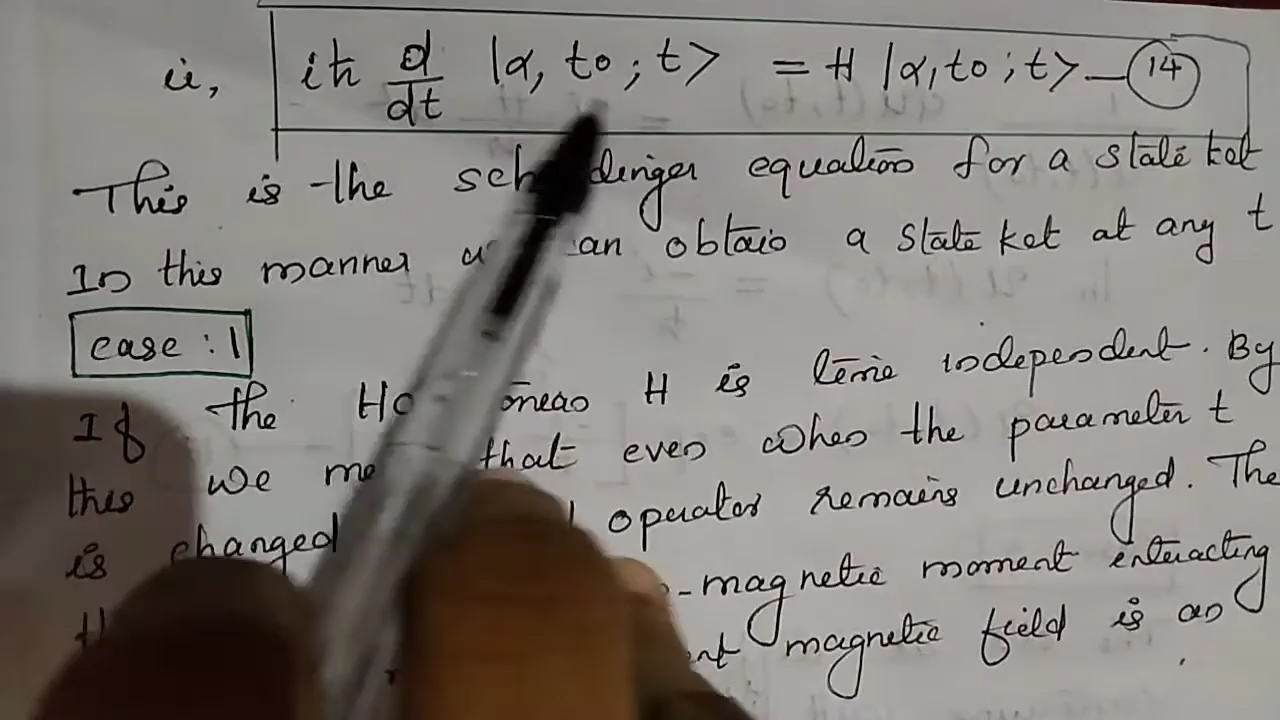 ie, iħ d/dt |α, to ; t> = H |α, to ; t> — (14)
This is the equation for a state ket
In this manner an obtain a state ket at any t
case : 1
If the H is time independent. By
this we that even when the parameter t
is changed operator remains unchanged. The
-magnetic moment interacting
magnetic field is an